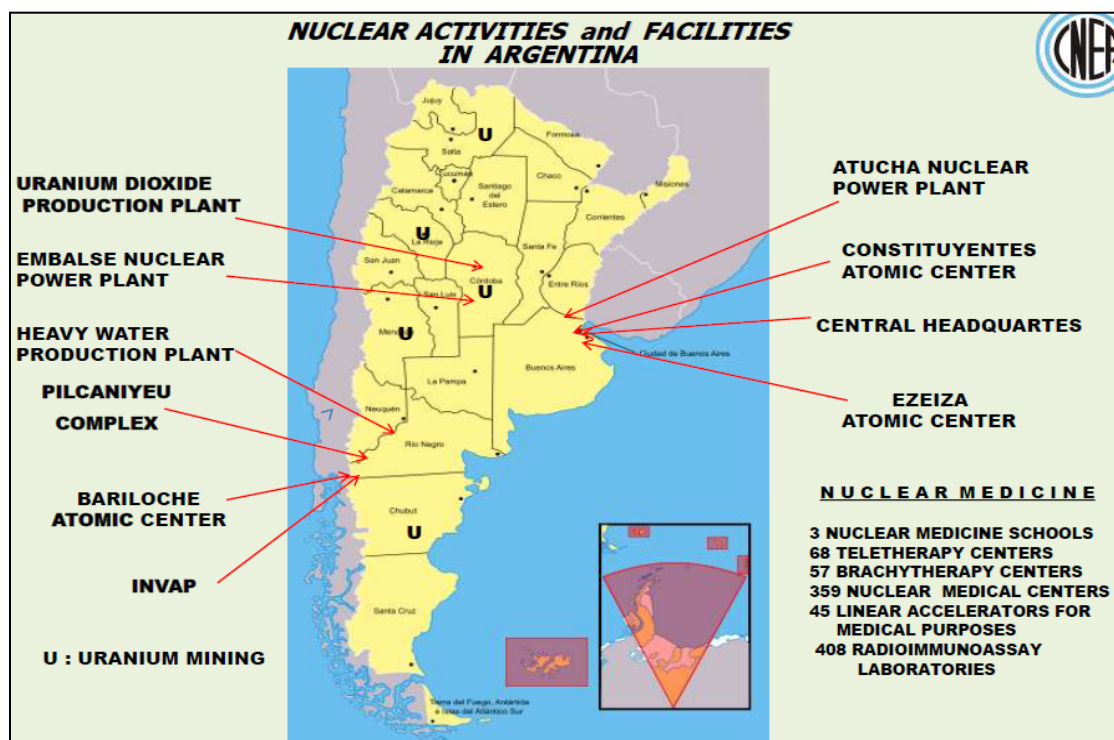 NUCLEAR ACTIVITIES and FACILITIES
IN ARGENTINA
CNEA
URANIUM DIOXIDE
PRODUCTION PLANT
EMBALSE NUCLEAR
POWER PLANT
HEAVY WATER
PRODUCTION PLANT
PILCANIYEU
COMPLEX
BARILOCHE
ATOMIC CENTER
INVAP
U : URANIUM MINING
Jujuy
U
Salta
Formosa
Tucumán
Chaco
Misiones
Catamarca
Santiago
del
Estero
Corrientes
U
La Rioja
Santa Fe
San Juan
Córdoba
U
Entre Ríos
San Luis
U
Ciudad de Buenos Aires
Buenos Aires
La Pampa
Neuquén
Río Negro
Chubut
U
Santa Cruz
Tierra del Fuego, Antártida
e Islas del Atlántico Sur
ATUCHA NUCLEAR
POWER PLANT
CONSTITUYENTES
ATOMIC CENTER
CENTRAL HEADQUARTES
EZEIZA
ATOMIC CENTER
NUCLEAR MEDICINE
3 NUCLEAR MEDICINE SCHOOLS
68 TELETHERAPY CENTERS
57 BRACHYTHERAPY CENTERS
359 NUCLEAR MEDICAL CENTERS
45 LINEAR ACCELERATORS FOR
MEDICAL PURPOSES
408 RADIOIMMUNOASSAY
LABORATORIES